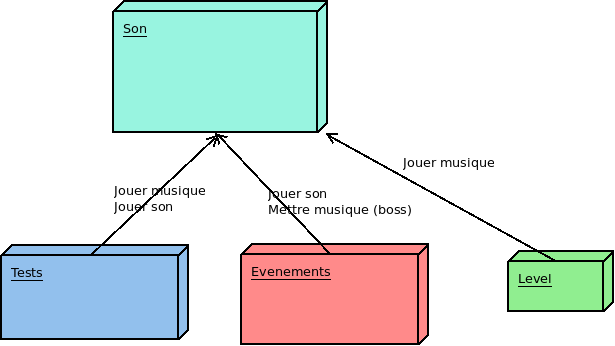 Son
Jouer musique
Jouer musique
Jouer son
Jouer son
Mettre musique (boss)
Tests
Evenements
Level